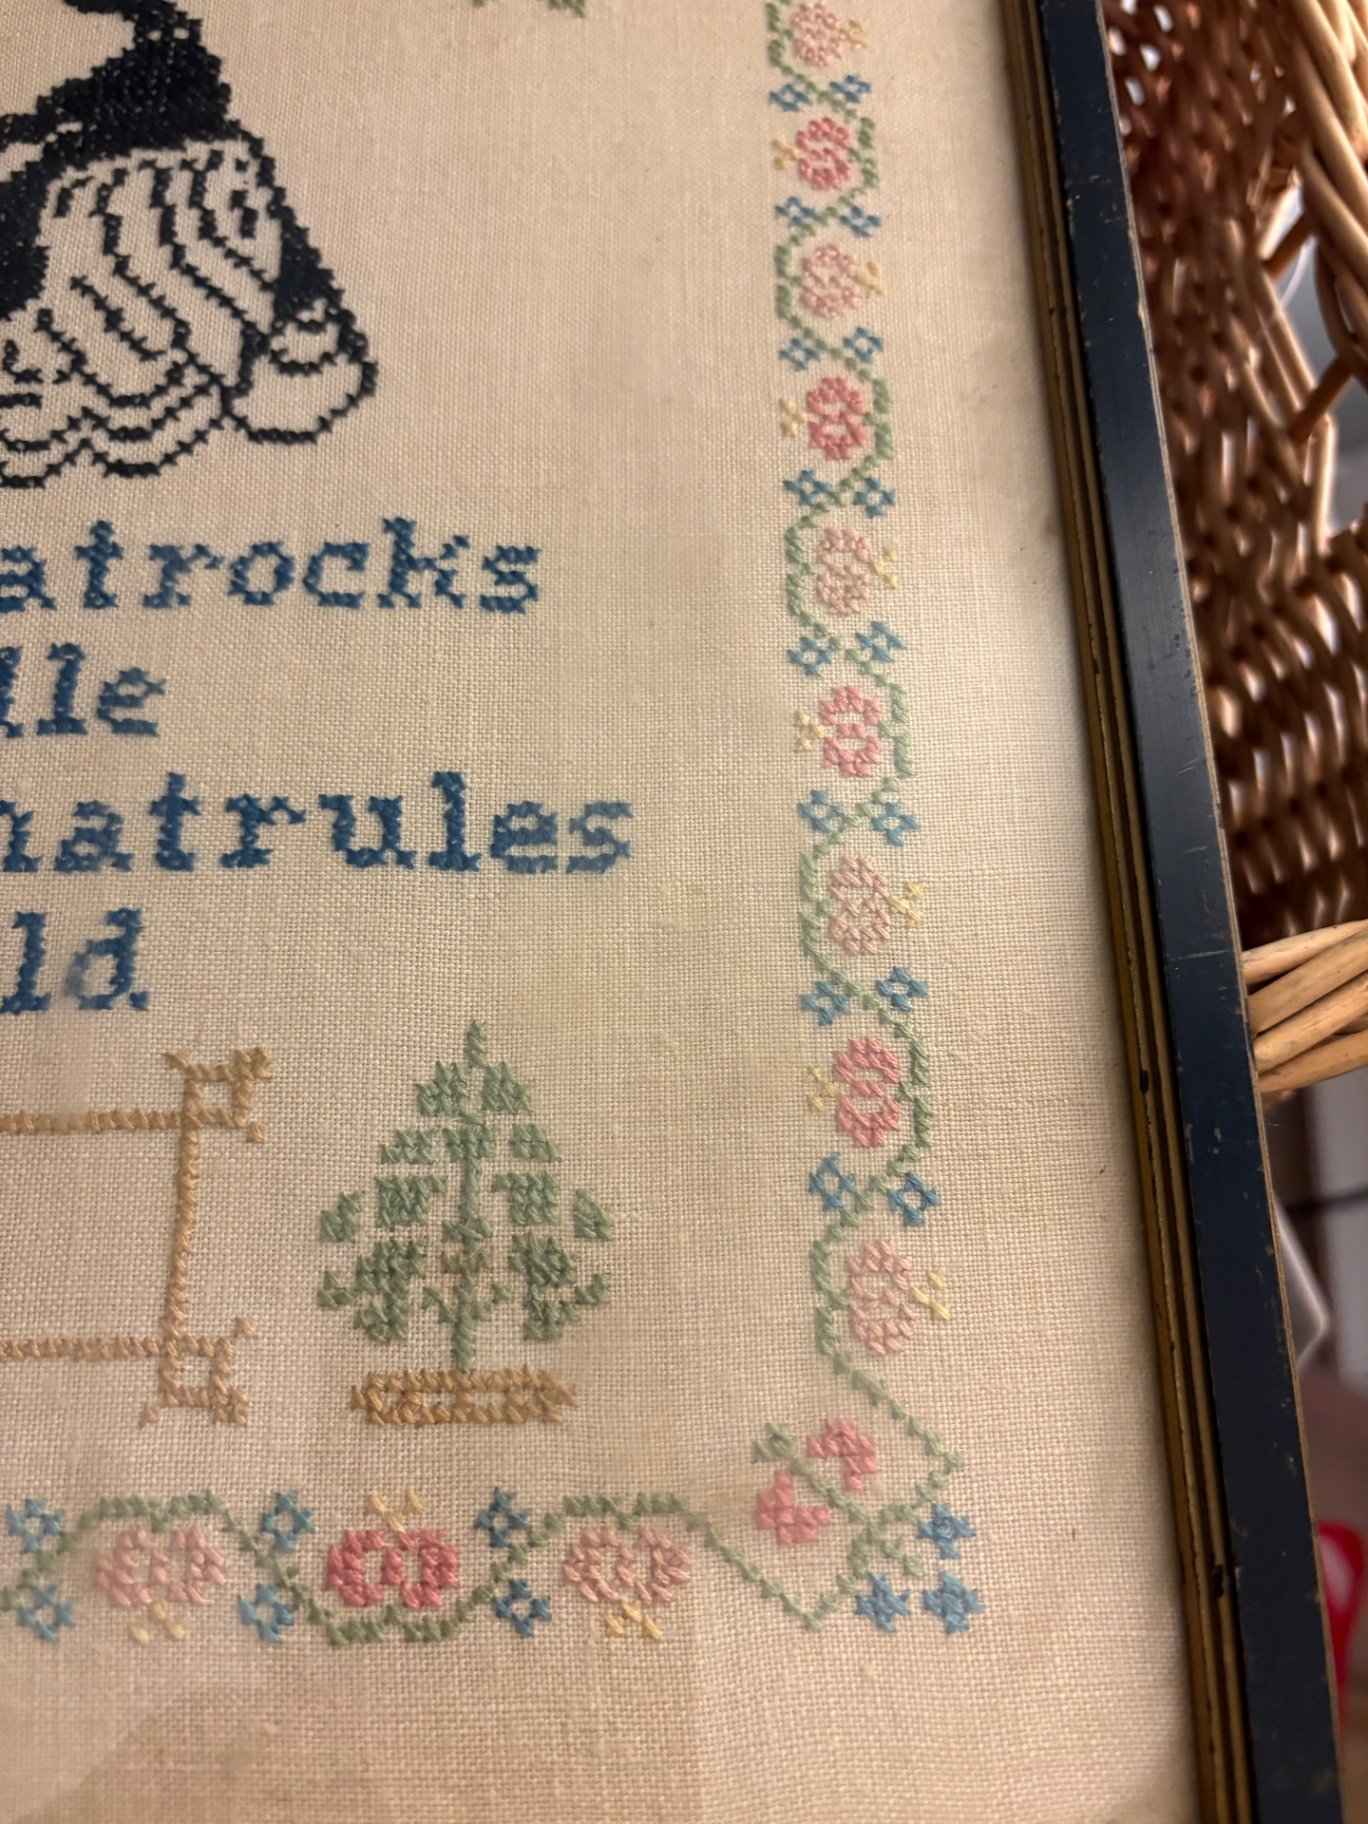 atrocks
lle
hatrules
ld